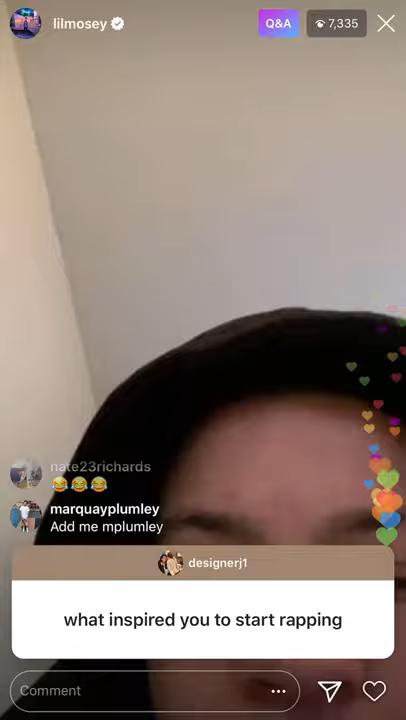 lilmosey
Q&A
7,335
nate23richards
😂😂😂
marquayplumley
Add me mplumley
designerj1
what inspired you to start rapping
Comment